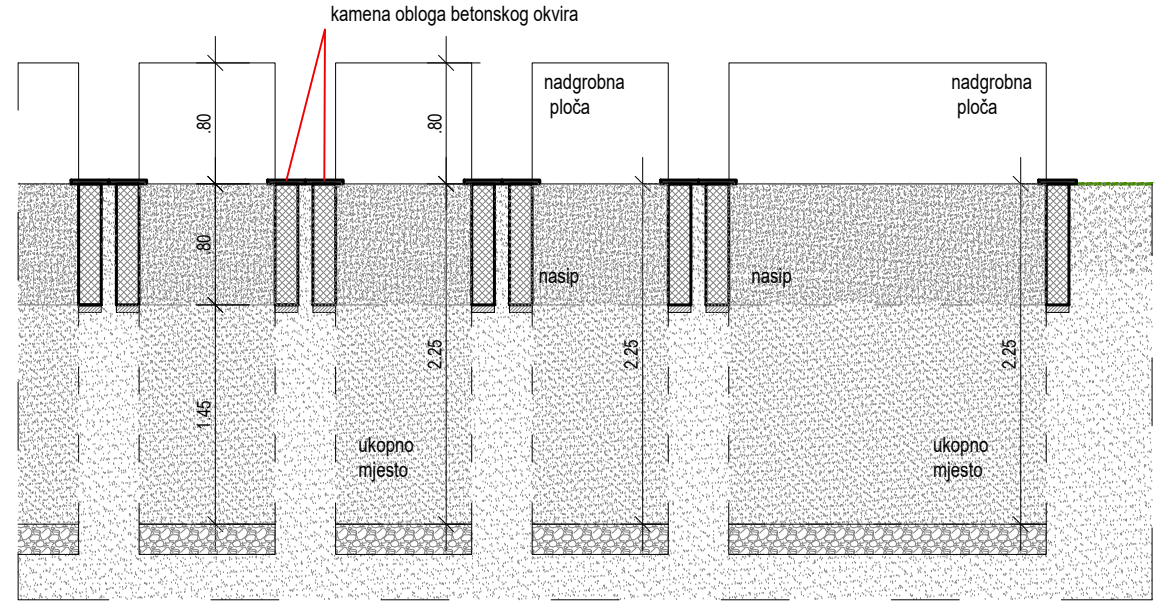 kamena obloga betonskog okvira
nadgrobna
ploča
nadgrobna
ploča
.80
.80
.80
nasip
nasip
2.25
2.25
2.25
1.45
ukopno
mjesto
ukopno
mjesto